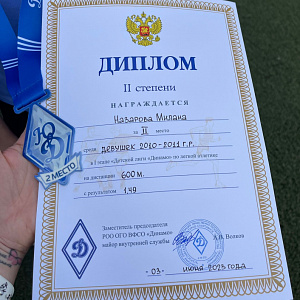 ДИПЛОМ
II степени
НАГРАЖДАЕТСЯ
Назарова Милана
за II место
среди девушек 2010-2011 г.р.
в I этапе «Детской лиги «Динамо» по легкой атлетике
на дистанции 600м.
с результатом 1,49
Заместитель председателя
РОО ОГО ВФСО «Динамо»
майор внутренней службы
А.В. Волков
-03- июня 2023 года
2 МЕСТО
Д